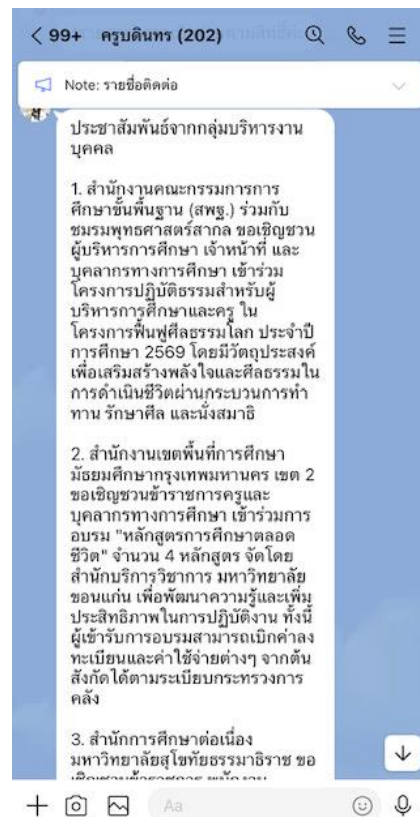 99+ ครูบดินทร (202)
Note: รายชื่อติดต่อ
ประชาสัมพันธ์จากกลุ่มบริหารงาน
บุคคล
1. สำนักงานคณะกรรมการการ
ศึกษาขั้นพื้นฐาน (สพฐ.) ร่วมกับ
ชมรมพุทธศาสตร์สากล ขอเชิญชวน
ผู้บริหารการศึกษา เจ้าหน้าที่ และ
บุคลากรทางการศึกษา เข้าร่วม
โครงการปฏิบัติธรรมสำหรับผู้
บริหารการศึกษาและครู ใน
โครงการฟื้นฟูศีลธรรมโลก ประจำปี
การศึกษา 2569 โดยมีวัตถุประสงค์
เพื่อเสริมสร้างพลังใจและศีลธรรมใน
การดำเนินชีวิตผ่านกระบวนการทำ
ทาน รักษาศีล และนั่งสมาธิ
2. สำนักงานเขตพื้นที่การศึกษา
มัธยมศึกษากรุงเทพมหานคร เขต 2
ขอเชิญชวนข้าราชการครูและ
บุคลากรทางการศึกษา เข้าร่วมการ
อบรม "หลักสูตรการศึกษาตลอด
ชีวิต" จำนวน 4 หลักสูตร จัดโดย
สำนักบริการวิชาการ มหาวิทยาลัย
ขอนแก่น เพื่อพัฒนาความรู้และเพิ่ม
ประสิทธิภาพในการปฏิบัติงาน ทั้งนี้
ผู้เข้ารับการอบรมสามารถเบิกค่าลง
ทะเบียนและค่าใช้จ่ายต่างๆ จากต้น
สังกัดได้ตามระเบียบกระทรวงการ
คลัง
3. สำนักการศึกษาต่อเนื่อง
มหาวิทยาลัยสุโขทัยธรรมาธิราช ขอ
เชิญชวนข้าราชการ พนักงาน
Aa